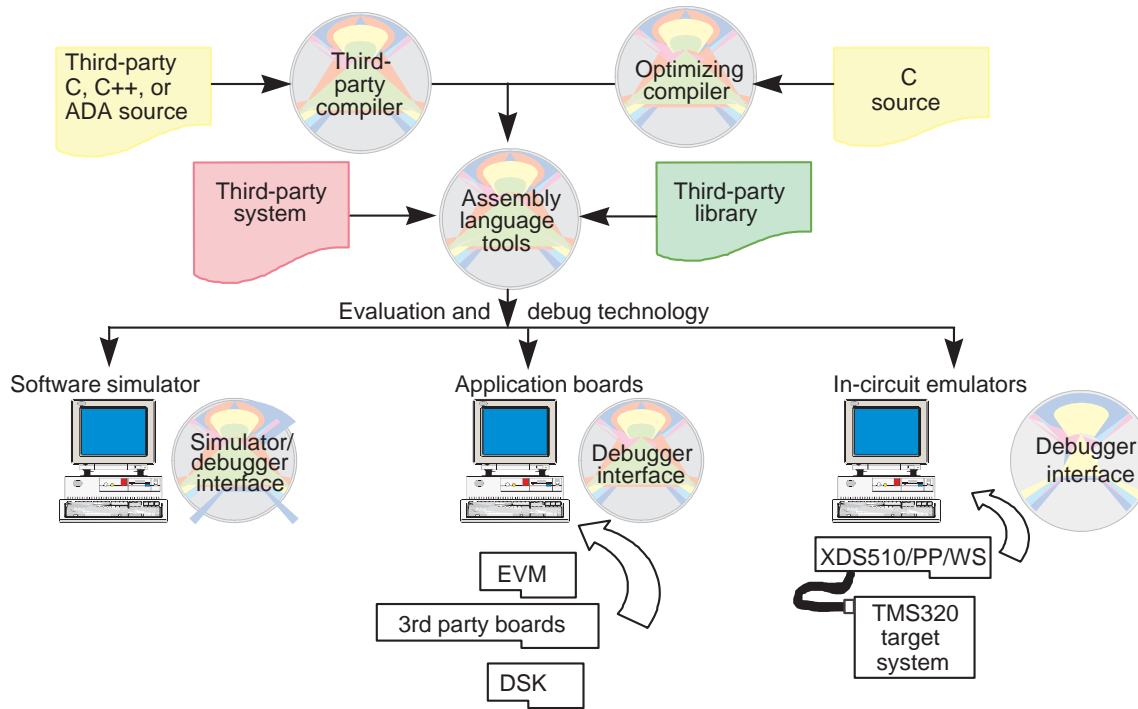 Third-party
C, C++, or
ADA source
Third-
party
compiler
Optimizing
compiler
C
source
Third-party
system
Assembly
language
tools
Third-party
library
Evaluation and debug technology
Software simulator
Application boards
In-circuit emulators
Simulator/
debugger
interface
Debugger
interface
Debugger
interface
EVM
3rd party boards
DSK
XDS510/PP/WS
TMS320
target
system